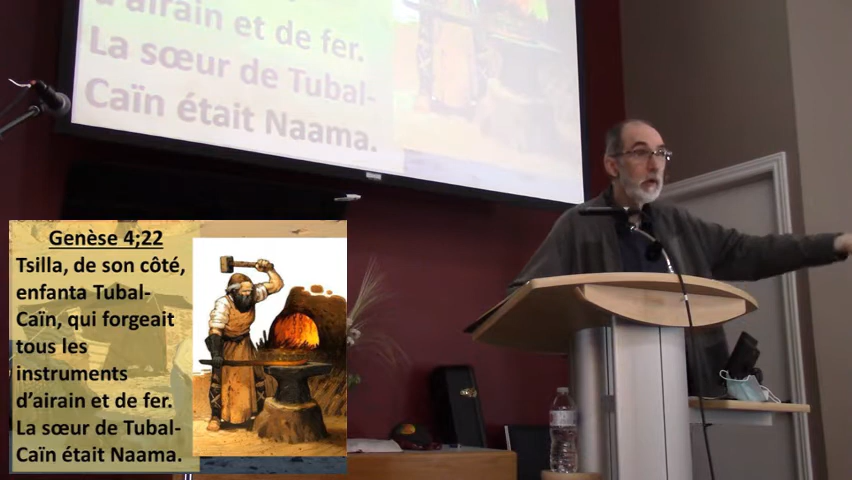 d'airain et de fer.
La sœur de Tubal-
Caïn était Naama.
Genèse 4;22
Tsilla, de son côté,
enfanta Tubal-
Caïn, qui forgeait
tous les
instruments
d'airain et de fer.
La sœur de Tubal-
Caïn était Naama.